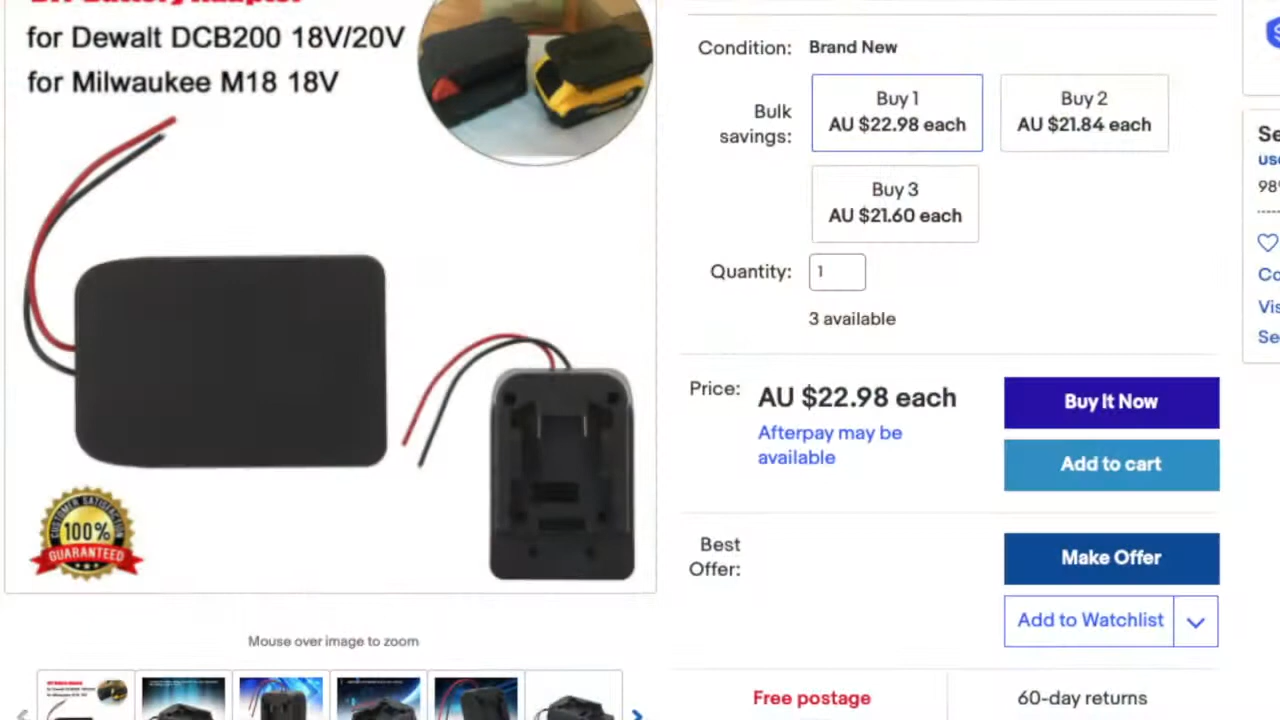 for Dewalt DCB200 18V/20V
for Milwaukee M18 18V
CUSTOMER SATISFACTION
100%
GUARANTEED
Mouse over image to zoom
Condition:
Brand New
Bulk savings:
Buy 1
AU $22.98 each
Buy 2
AU $21.84 each
Buy 3
AU $21.60 each
Quantity:
1
3 available
Price:
AU $22.98 each
Afterpay may be
available
Buy It Now
Add to cart
Best
Offer:
Make Offer
Add to Watchlist
Free postage
60-day returns